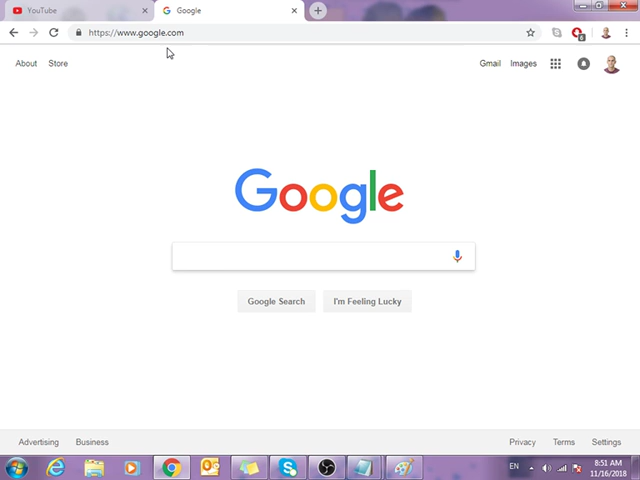 YouTube
Google
https://www.google.com
6
About
Store
Gmail
Images
Google
Google Search
I'm Feeling Lucky
Advertising
Business
Privacy
Terms
Settings
EN
8:51 AM
11/16/2018